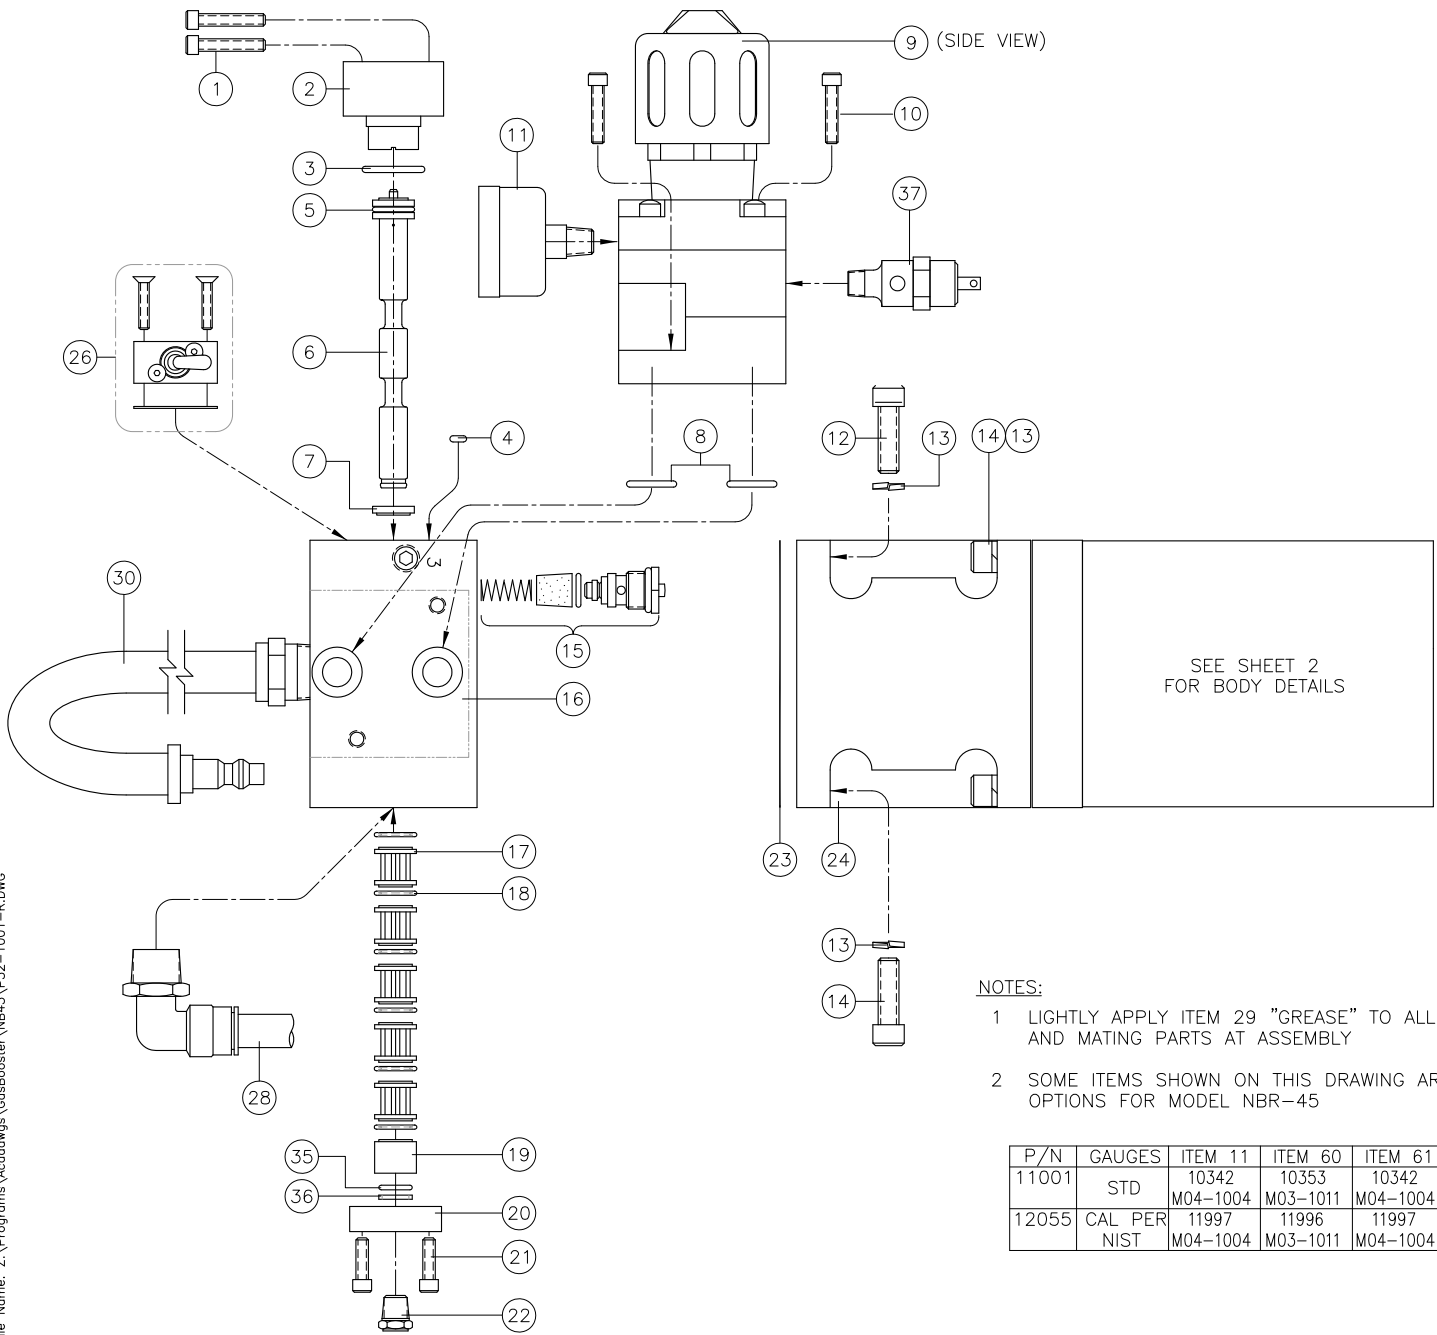 1
2
9 (SIDE VIEW)
10
11
3
5
37
26
6
4
8
12
13
14 13
7
3
30
15
16
SEE SHEET 2
FOR BODY DETAILS
23
24
17
18
13
14
28
NOTES:
1 LIGHTLY APPLY ITEM 29 "GREASE" TO ALL
AND MATING PARTS AT ASSEMBLY
2 SOME ITEMS SHOWN ON THIS DRAWING
OPTIONS FOR MODEL NBR-45
35
36
19
20
21
22
P/N GAUGES ITEM 11 ITEM 60 ITEM 61
11001 STD 10342 10353 10342
M04-1004 M03-1011 M04-1004
12055 CAL PER 11997 11996 11997
NIST M04-1004 M03-1011 M04-1004
Name: Z:\Programs\Acaddwgs\GasBooster\NB45\